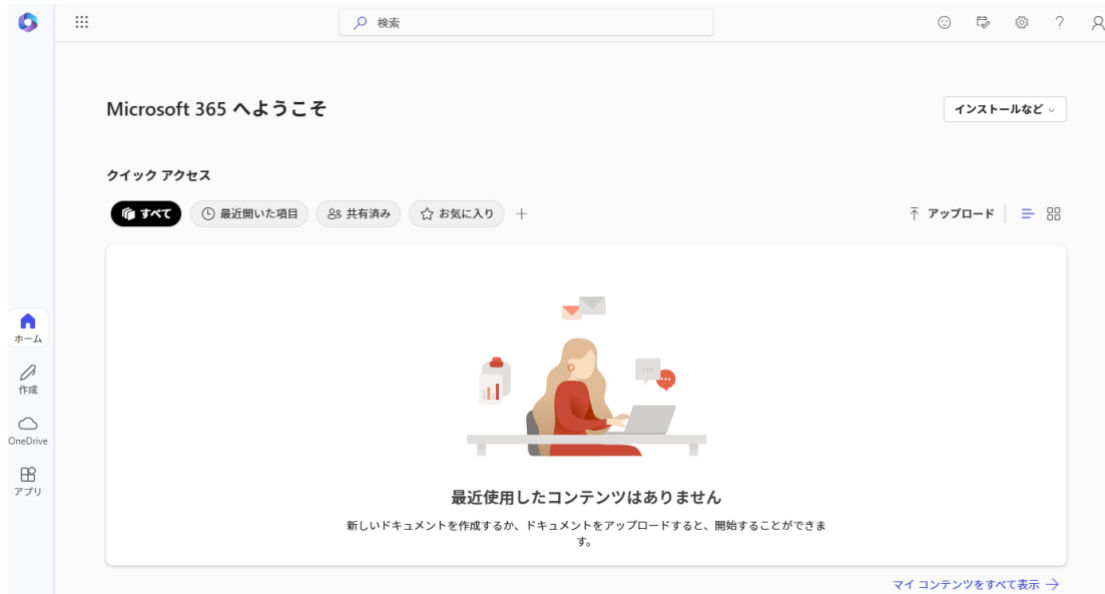 検索
?
Microsoft 365 へようこそ
インストールなど
クイック アクセス
すべて
最近開いた項目
共有済み
お気に入り
+
アップロード
ホーム
作成
OneDrive
アプリ
最近使用したコンテンツはありません
新しいドキュメントを作成するか、ドキュメントをアップロードすると、開始することができま
す。
マイ コンテンツをすべて表示 →